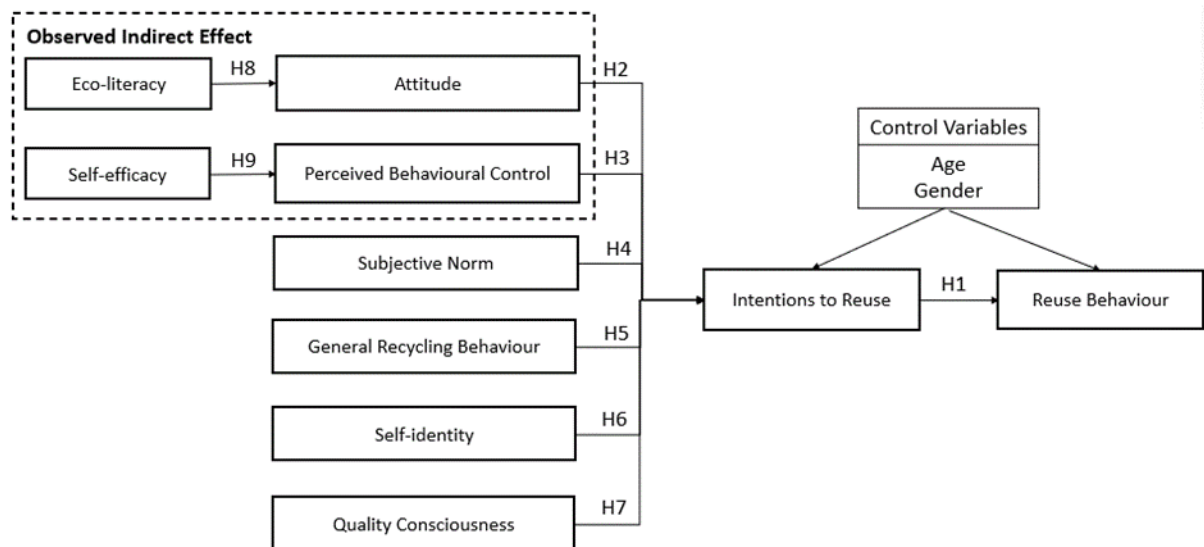 Observed Indirect Effect
Eco-literacy
H8
Attitude
H2
Self-efficacy
H9
Perceived Behavioural Control
H3
Subjective Norm
H4
General Recycling Behaviour
H5
Self-identity
H6
Quality Consciousness
H7
Control Variables
Age
Gender
Intentions to Reuse
H1
Reuse Behaviour